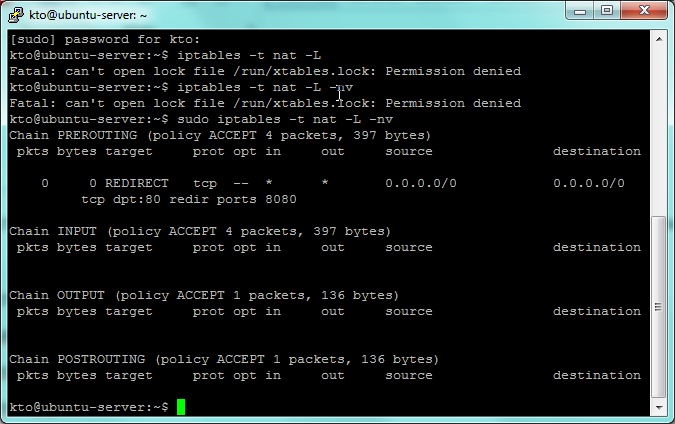 kto@ubuntu-server: ~
[sudo] password for kto:
kto@ubuntu-server:~$ iptables -t nat -L
Fatal: can't open lock file /run/xtables.lock: Permission denied
kto@ubuntu-server:~$ iptables -t nat -L -nv
Fatal: can't open lock file /run/xtables.lock: Permission denied
kto@ubuntu-server:~$ sudo iptables -t nat -L -nv
Chain PREROUTING (policy ACCEPT 4 packets, 397 bytes)
 pkts bytes target     prot opt in     out     source               destination
    0     0 REDIRECT   tcp  --  *      *       0.0.0.0/0            0.0.0.0/0
         tcp dpt:80 redir ports 8080
Chain INPUT (policy ACCEPT 4 packets, 397 bytes)
 pkts bytes target     prot opt in     out     source               destination
Chain OUTPUT (policy ACCEPT 1 packets, 136 bytes)
 pkts bytes target     prot opt in     out     source               destination
Chain POSTROUTING (policy ACCEPT 1 packets, 136 bytes)
 pkts bytes target     prot opt in     out     source               destination
kto@ubuntu-server:~$